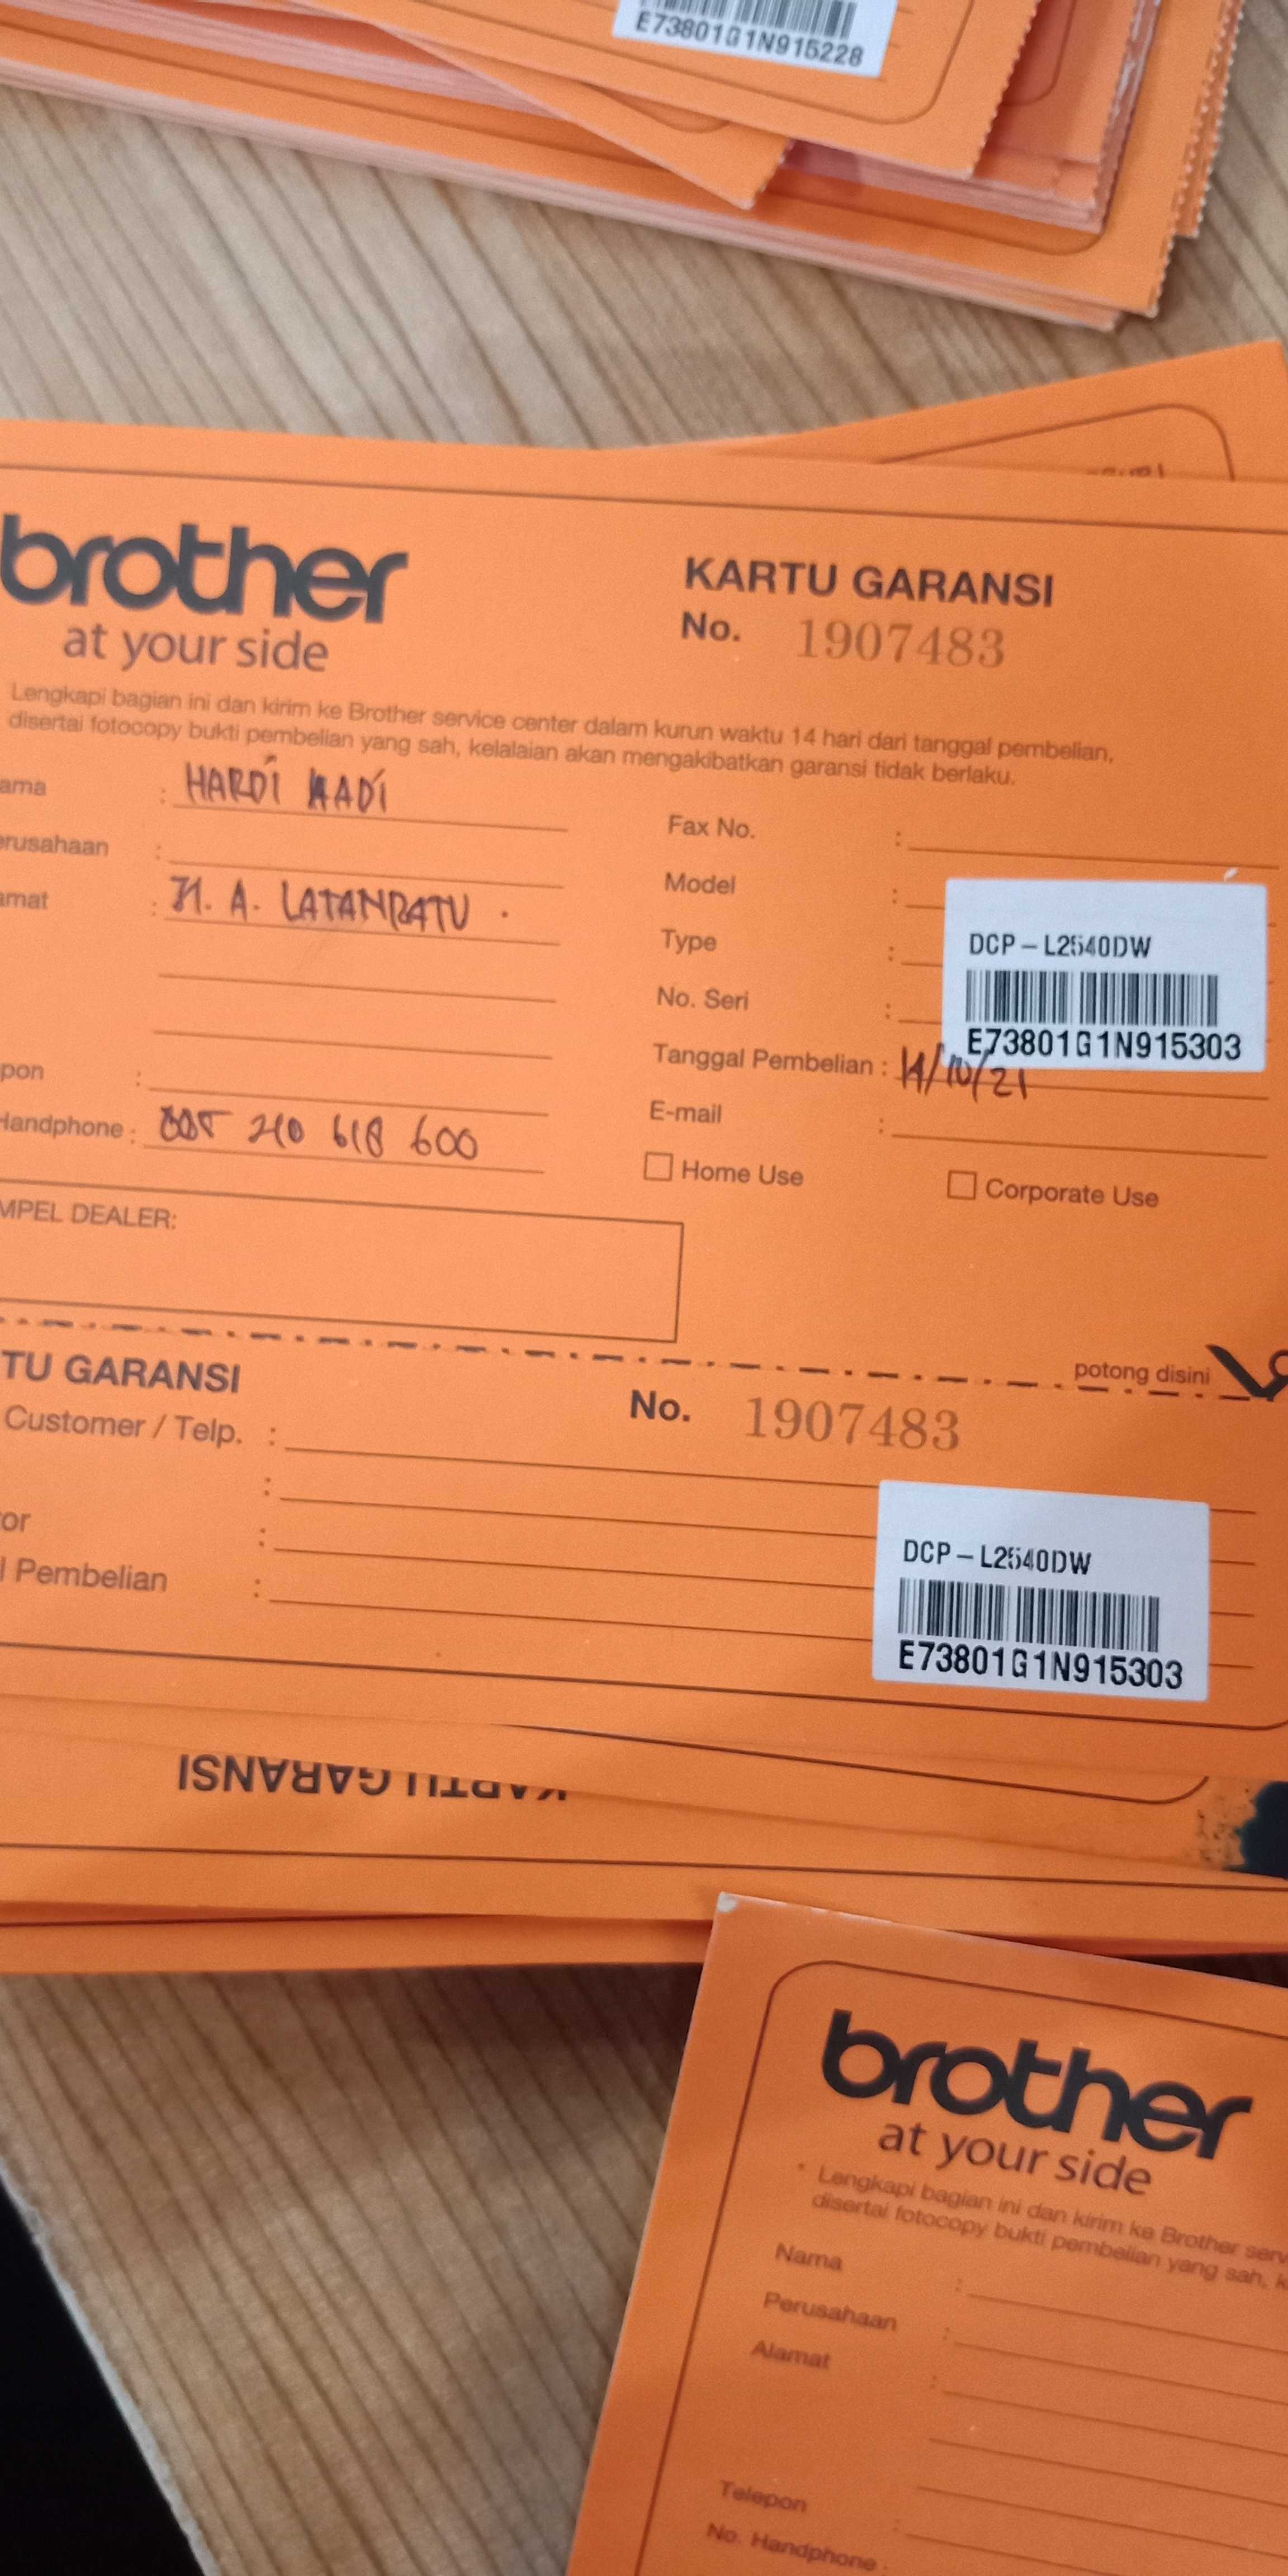 E73801G1N915228
brother
at your side
KARTU GARANSI
No. 1907483
Lengkapi bagian ini dan kirim ke Brother service center dalam kurun waktu 14 hari dari tanggal pembelian,
disertai fotocopy bukti pembelian yang sah, kelalaian akan mengakibatkan garansi tidak berlaku.
ama : HARDI HADI
erusahaan :
amat : A. LATANRATU
pon :
Handphone : 210 618 600
Fax No. :
Model :
Type :
No. Seri :
DCP-L2540DW
E73801G1N915303
Tanggal Pembelian : 14/10/21
E-mail :
Home Use
Corporate Use
MPEL DEALER:
potong disini
TU GARANSI
No. 1907483
Customer / Telp. :
:
or :
l Pembelian :
DCP-L2540DW
E73801G1N915303
KARTU GARANSI
brother
at your side
Lengkapi bagian ini dan kirim ke Brother serv
disertai fotocopy bukti pembelian yang sah, k
Nama :
Perusahaan :
Alamat :
Telepon :
No. Handphone :